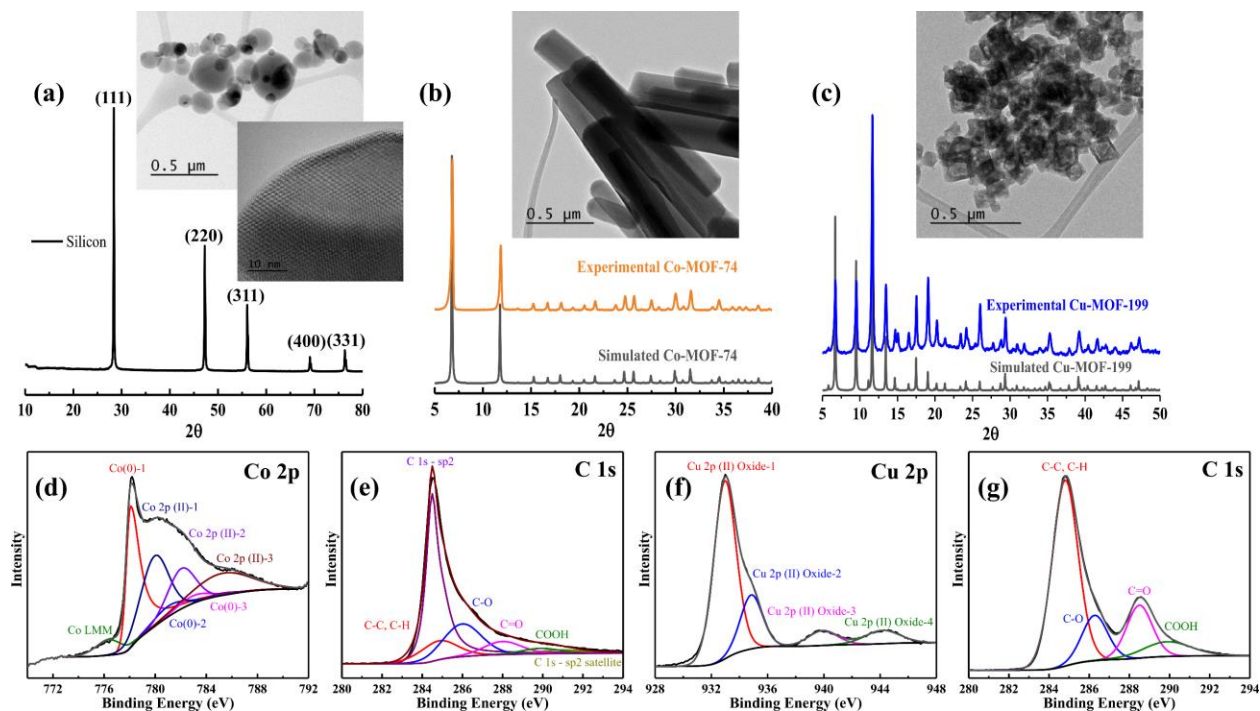 (a)
(111)
0.5 µm
(220)
Silicon
10 nm
(311)
(400)
(331)
10 20 30 40 50 60 70 80
2θ
(b)
0.5 µm
Experimental Co-MOF-74
Simulated Co-MOF-74
5 10 15 20 25 30 35 40
2θ
(c)
0.5 µm
Experimental Cu-MOF-199
Simulated Cu-MOF-199
5 10 15 20 25 30 35 40 45 50
2θ
(d)
Co 2p
Co(0)-1
Co 2p (II)-1
Co 2p (II)-2
Co 2p (II)-3
Co(0)-3
Co(0)-2
Co LMM
Intensity
772 776 780 784 788 792
Binding Energy (eV)
(e)
C 1s
C 1s - sp2
C-C, C-H
C-O
C=O
COOH
C 1s - sp2 satellite
Intensity
280 282 284 286 288 290 292 294
Binding Energy (eV)
(f)
Cu 2p
Cu 2p (II) Oxide-1
Cu 2p (II) Oxide-2
Cu 2p (II) Oxide-3
Cu 2p (II) Oxide-4
Intensity
928 932 936 940 944 948
Binding Energy (eV)
(g)
C 1s
C-C, C-H
C=O
C-O
COOH
Intensity
280 282 284 286 288 290 292 294
Binding Energy (eV)